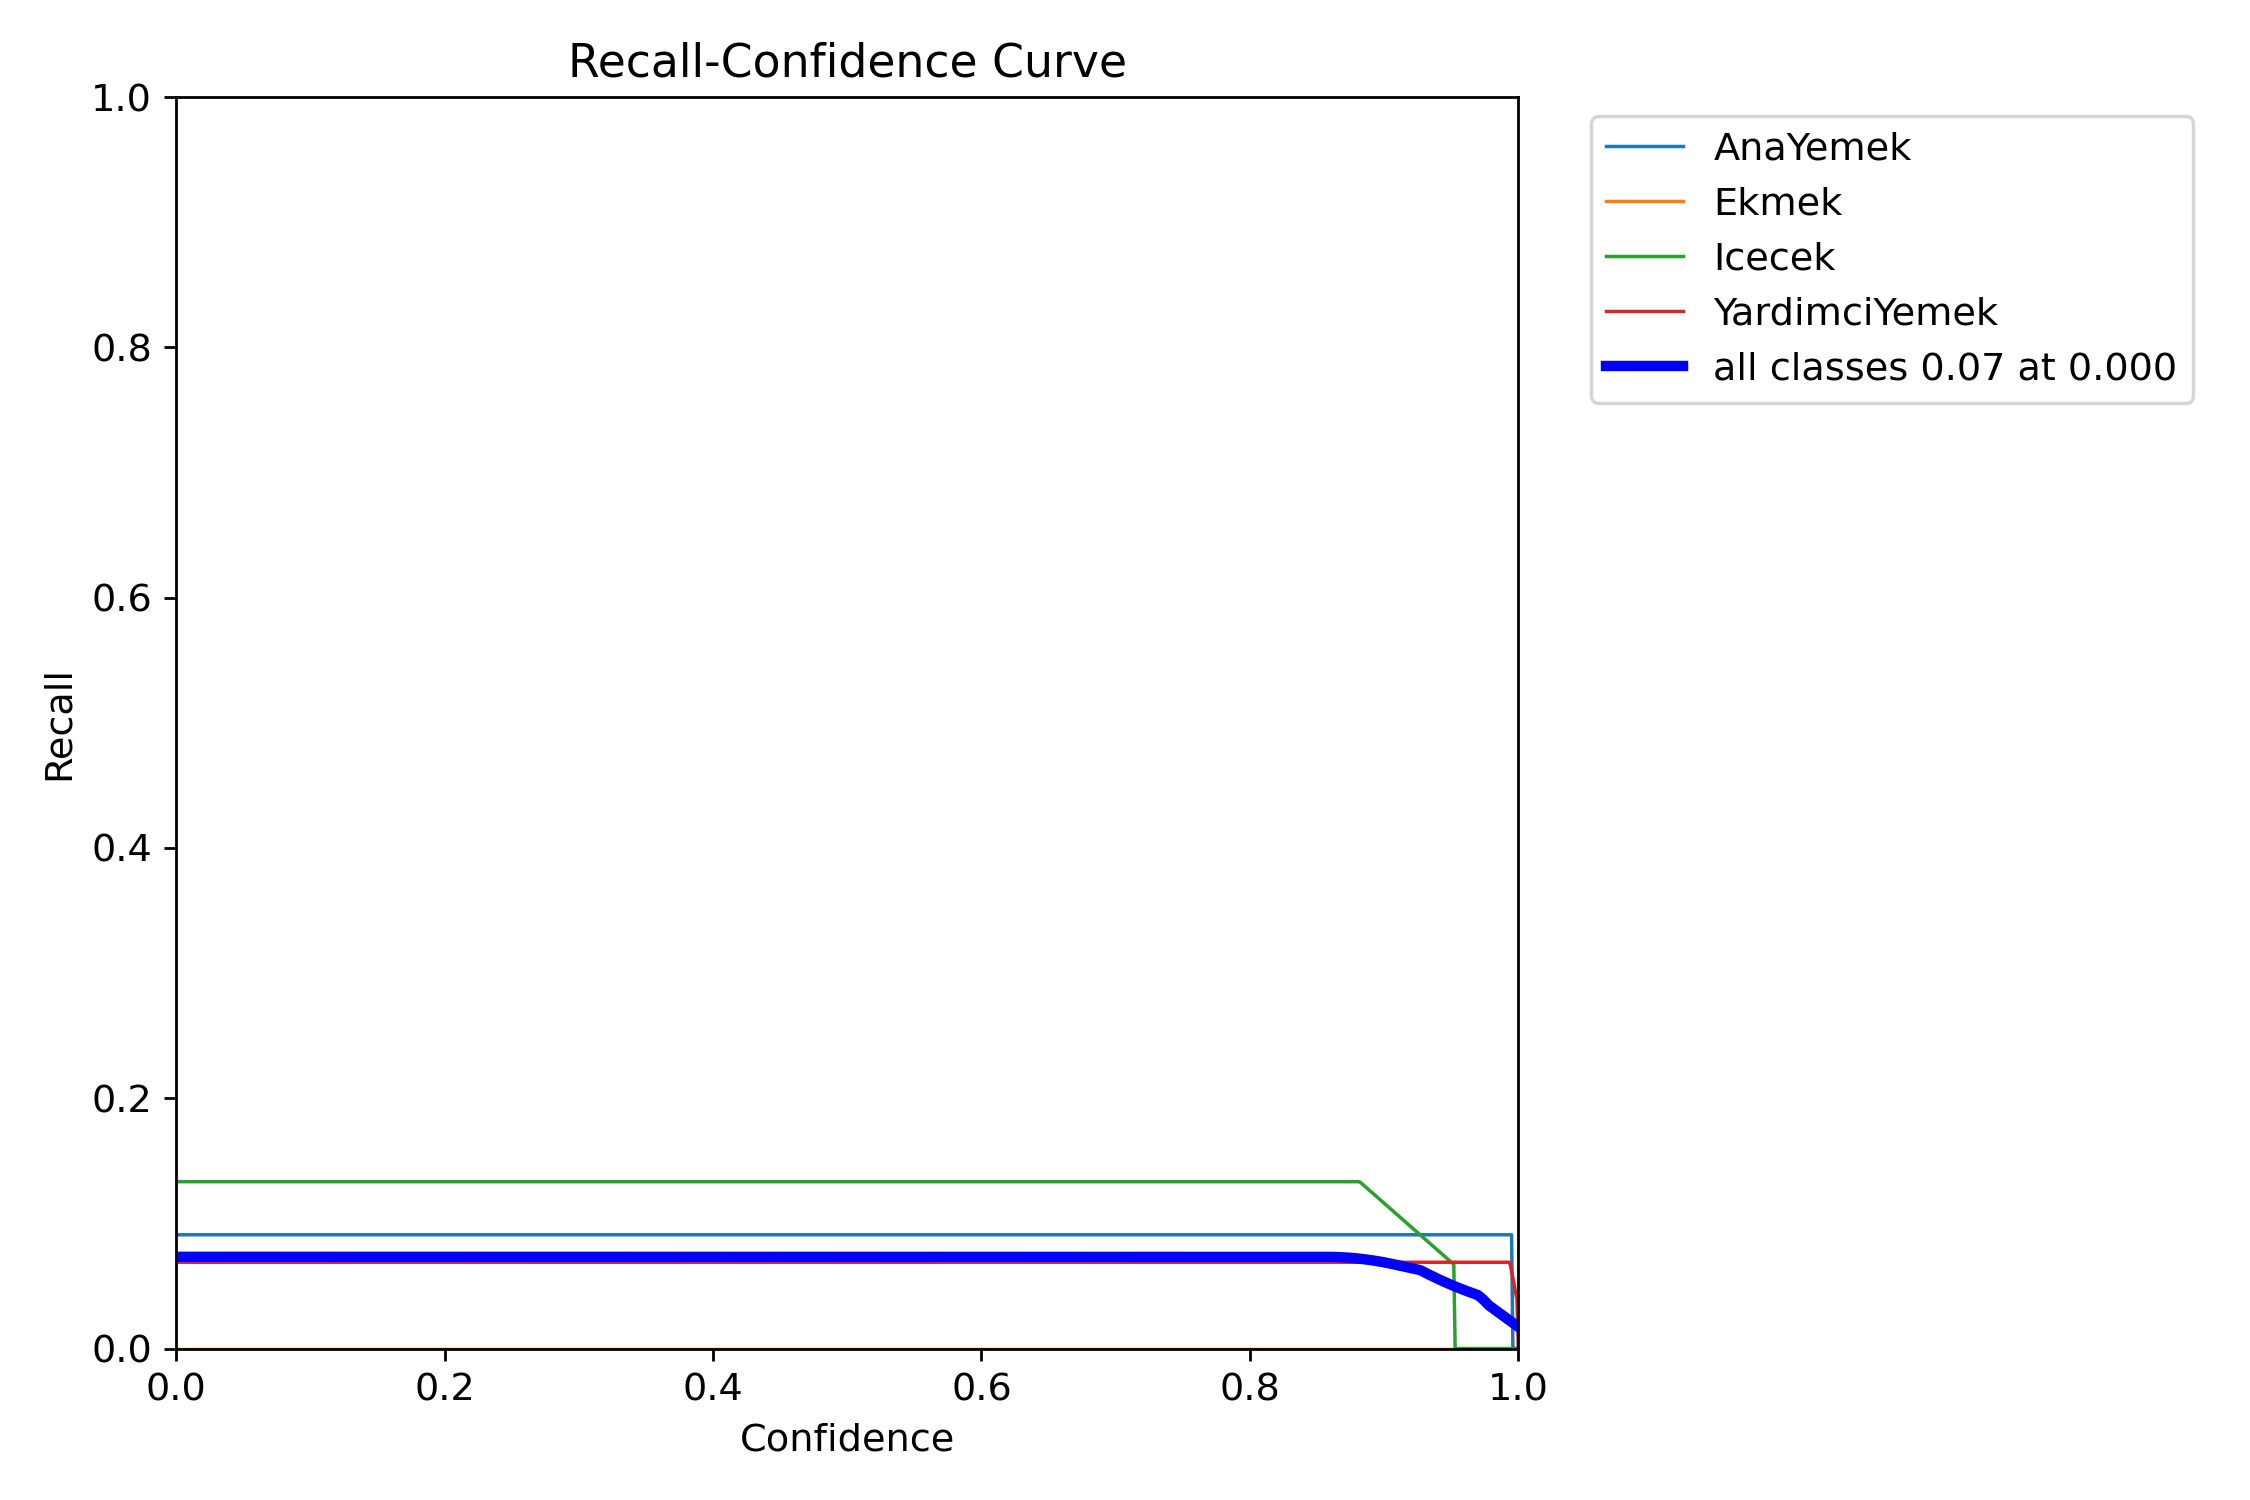 Recall-Confidence Curve
1.0
0.8
0.6
0.4
0.2
0.0
Recall
0.0 0.2 0.4 0.6 0.8 1.0
Confidence
AnaYemek
Ekmek
Icecek
YardimciYemek
all classes 0.07 at 0.000